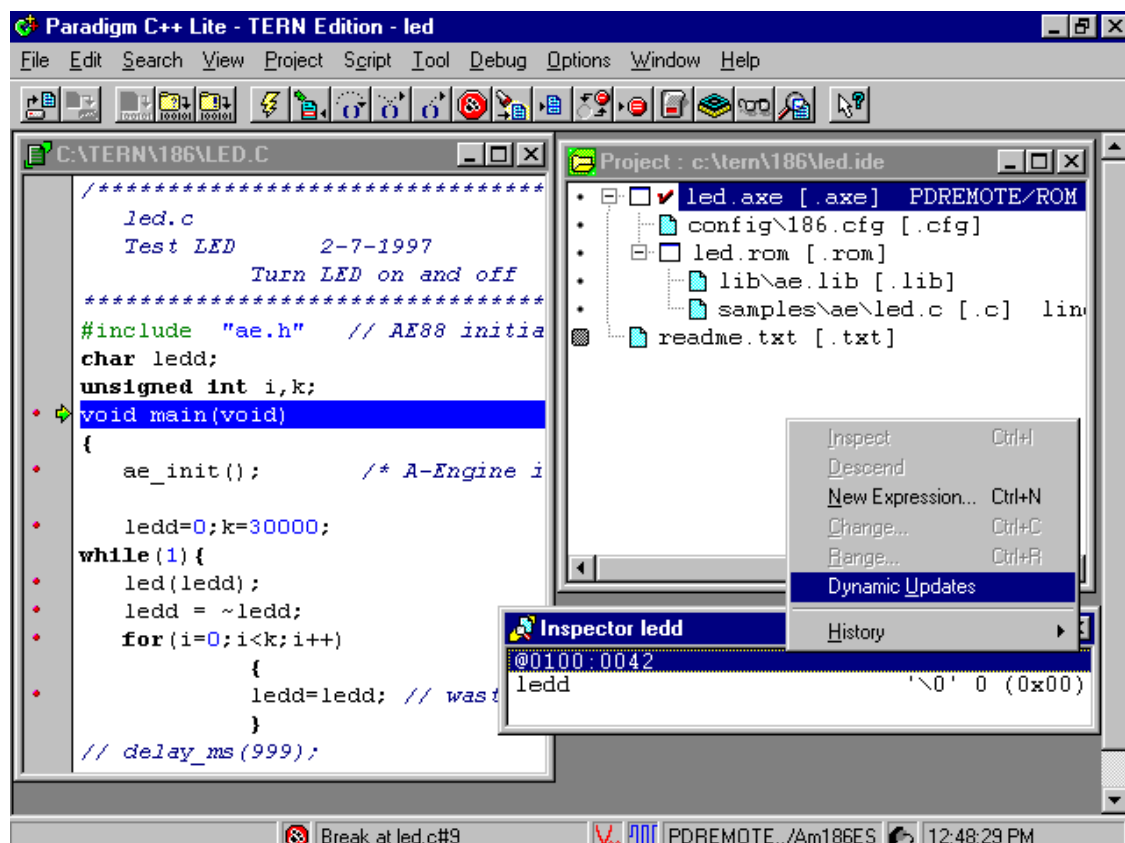 Paradigm C++ Lite - TERN Edition - led
File Edit Search View Project Script Tool Debug Options Window Help
C:\TERN\186\LED.C
/********************************
led.c
Test LED 2-7-1997
Turn LED on and off
*********************************
#include "ae.h" // AE88 initia
char ledd;
unsigned int i,k;
void main(void)
{
ae_init(); /* A-Engine i
ledd=0;k=30000;
while(1){
led(ledd);
ledd = ~ledd;
for(i=0;i<k;i++)
{
ledd=ledd; // wast
}
// delay_ms(999);
Project : c:\tern\186\led.ide
led.axe [.axe] PDREMOTE/ROM
config\186.cfg [.cfg]
led.rom [.rom]
lib\ae.lib [.lib]
samples\ae\led.c [.c] line
readme.txt [.txt]
Inspect Ctrl+I
Descend
New Expression... Ctrl+N
Change... Ctrl+C
Range... Ctrl+R
Dynamic Updates
History
Inspector ledd
@0100:0042
ledd '\0' 0 (0x00)
Break at led.c#9 PDREMOTE../Am186ES 12:48:29 PM